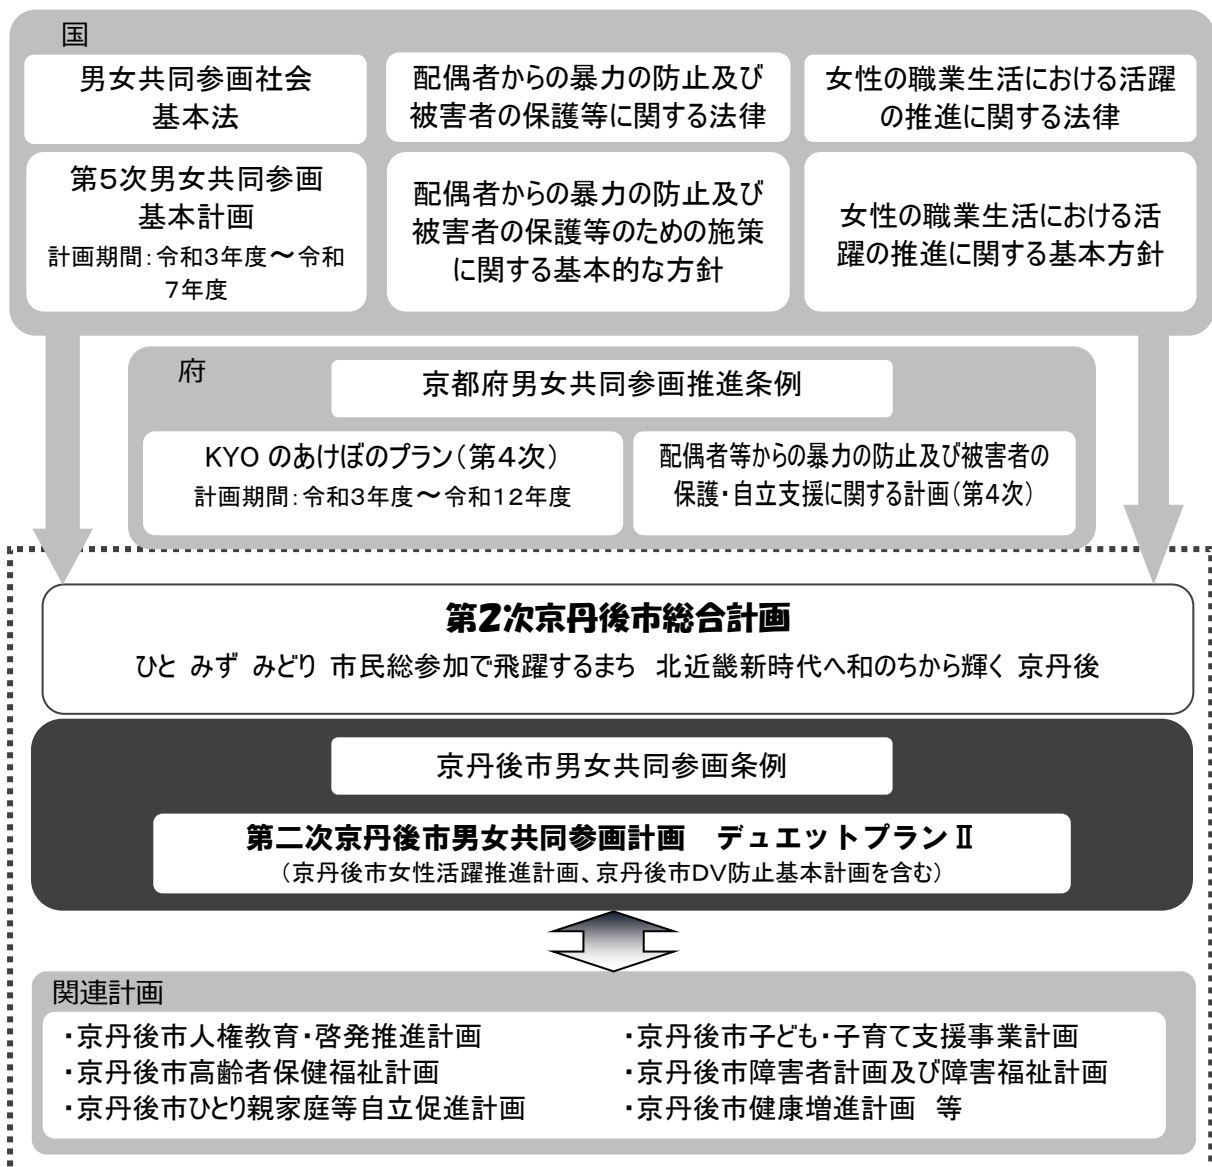 国
男女共同参画社会
基本法
配偶者からの暴力の防止及び
被害者の保護等に関する法律
女性の職業生活における活躍
の推進に関する法律
第5次男女共同参画
基本計画
計画期間:令和3年度～令和
7年度
配偶者からの暴力の防止及び
被害者の保護等のための施策
に関する基本的な方針
女性の職業生活における活
躍の推進に関する基本方針
府
京都府男女共同参画推進条例
KYO のあけぼのプラン(第4次)
計画期間:令和3年度～令和12年度
配偶者等からの暴力の防止及び被害者の
保護・自立支援に関する計画(第4次)
第2次京丹後市総合計画
ひと みず みどり 市民総参加で飛躍するまち 北近畿新時代へ和のちから輝く 京丹後
京丹後市男女共同参画条例
第二次京丹後市男女共同参画計画 デュエットプランⅡ
(京丹後市女性活躍推進計画、京丹後市DV防止基本計画を含む)
関連計画
・京丹後市人権教育・啓発推進計画
・京丹後市高齢者保健福祉計画
・京丹後市ひとり親家庭等自立促進計画
・京丹後市子ども・子育て支援事業計画
・京丹後市障害者計画及び障害福祉計画
・京丹後市健康増進計画 等